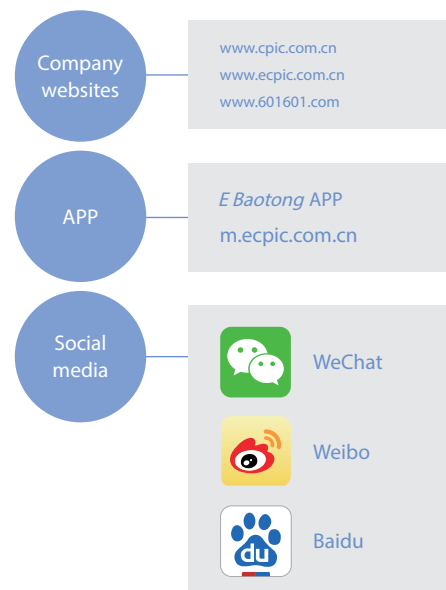 Company
websites
www.cpic.com.cn
www.ecpic.com.cn
www.601601.com
APP
E Baotong APP
m.ecpic.com.cn
Social
media
WeChat
Weibo
du
Baidu